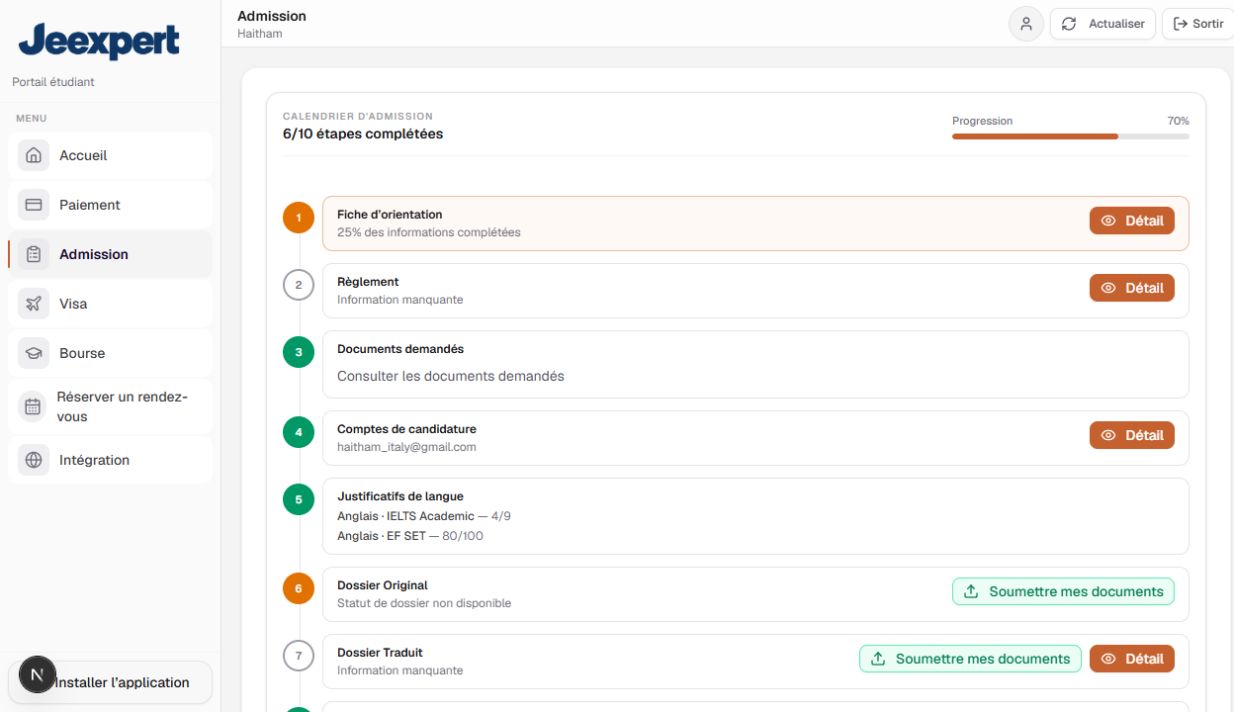 Jeexpert
Portail étudiant
MENU
Accueil
Paiement
Admission
Visa
Bourse
Réserver un rendez-
vous
Intégration
N
Installer l'application
Admission
Haitham
Actualiser
Sortir
CALENDRIER D'ADMISSION
6/10 étapes complétées
Progression 70%
1
Fiche d'orientation
25% des informations complétées
Détail
2
Règlement
Information manquante
Détail
3
Documents demandés
Consulter les documents demandés
4
Comptes de candidature
haitham_italy@gmail.com
Détail
5
Justificatifs de langue
Anglais · IELTS Academic — 4/9
Anglais · EF SET — 80/100
6
Dossier Original
Statut de dossier non disponible
Soumettre mes documents
7
Dossier Traduit
Information manquante
Soumettre mes documents
Détail